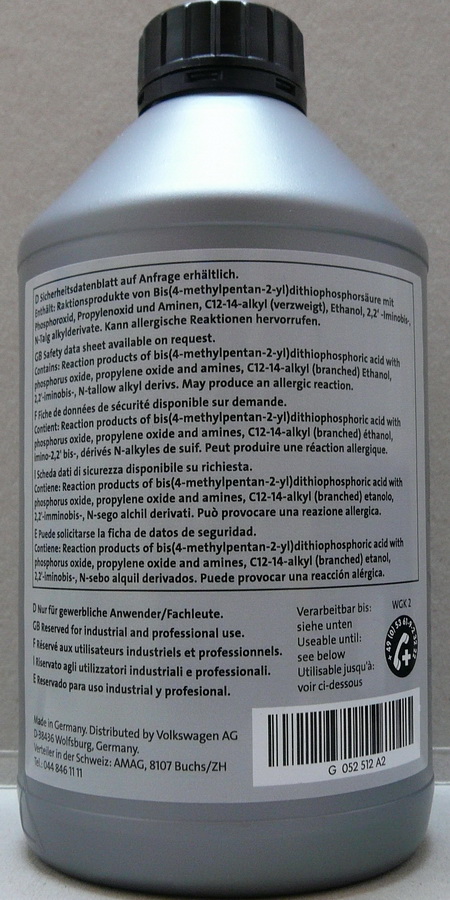 D Sicherheitsdatenblatt auf Anfrage erhältlich.
Enthält: Raktionsprodukte von Bis(4-methylpentan-2-yl)dithiophosphorsäure mit
Phosphoroxid, Propylenoxid und Aminen, C12-14-alkyl (verzweigt), Ethanol, 2,2' -Iminobis-,
N-Talg alkylderivate. Kann allergische Reaktionen hervorrufen.
GB Safety data sheet available on request.
Contains: Reaction products of bis(4-methylpentan-2-yl)dithiophosphoric acid with
phosphorus oxide, propylene oxide and amines, C12-14-alkyl (branched) Ethanol,
2,2'-iminobis-, N-tallow alkyl derivs. May produce an allergic reaction.
F Fiche de données de sécurité disponible sur demande.
Contient: Reaction products of bis(4-methylpentan-2-yl)dithiophosphoric acid with
phosphorus oxide, propylene oxide and amines, C12-14-alkyl (branched) éthanol,
imino-2,2' bis-, dérivés N-alkyles de suif. Peut produire une réaction allergique.
I Scheda dati di sicurezza disponibile su richiesta.
Contiene: Reaction products of bis(4-methylpentan-2-yl)dithiophosphoric acid with
phosphorus oxide, propylene oxide and amines, C12-14-alkyl (branched) etanolo,
2,2'-imminobis-, N-sego alchil derivati. Può provocare una reazione allergica.
E Puede solicitarse la ficha de datos de seguridad.
Contiene: Reaction products of bis(4-methylpentan-2-yl)dithiophosphoric acid with
phosphorus oxide, propylene oxide and amines, C12-14-alkyl (branched) etanol,
2,2'-iminobis-, N-sebo alquil derivados. Puede provocar una reacción alérgica.
D Nur für gewerbliche Anwender/Fachleute.
GB Reserved for industrial and professional use.
F Réservé aux utilisateurs industriels et professionnels.
I Riservato agli utilizzatori industriali e professionali.
E Reservado para uso industrial y profesional.
Verarbeitbar bis:
siehe unten
Useable until:
see below
Utilisable jusqu'à:
voir ci-dessous
WGK 2
Made in Germany. Distributed by Volkswagen AG
D-38436 Wolfsburg, Germany.
Verteiler in der Schweiz: AMAG, 8107 Buchs/ZH
Tel.: 044 846 11 11
G 052 512 A2